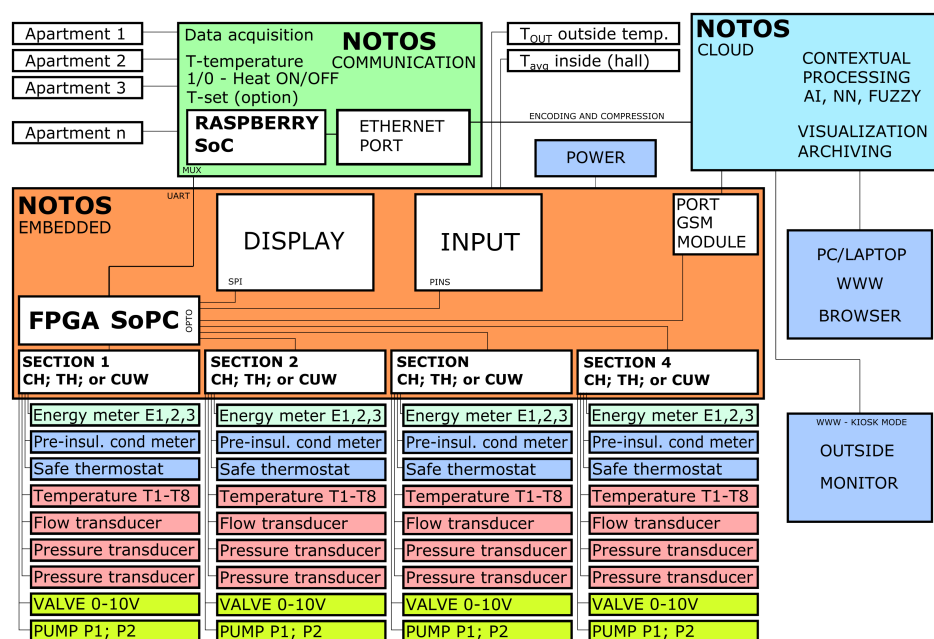 Apartment 1
Apartment 2
Apartment 3
Apartment n
Data acquisition
NOTOS
COMMUNICATION
T-temperature
1/0 - Heat ON/OFF
T-set (option)
RASPBERRY
SoC
ETHERNET
PORT
MUX
TOUT outside temp.
Tavg inside (hall)
ENCODING AND COMPRESSION
POWER
NOTOS
CLOUD
CONTEXTUAL
PROCESSING
AI, NN, FUZZY
VISUALIZATION
ARCHIVING
NOTOS
EMBEDDED
UART
DISPLAY
SPI
INPUT
PINS
PORT
GSM
MODULE
FPGA SoPC
OPTO
PC/LAPTOP
WWW
BROWSER
WWW - KIOSK MODE
OUTSIDE
MONITOR
SECTION 1
CH; TH; or CUW
Energy meter E1,2,3
Pre-insul. cond meter
Safe thermostat
Temperature T1-T8
Flow transducer
Pressure transducer
Pressure transducer
VALVE 0-10V
PUMP P1; P2
SECTION 2
CH; TH; or CUW
Energy meter E1,2,3
Pre-insul. cond meter
Safe thermostat
Temperature T1-T8
Flow transducer
Pressure transducer
Pressure transducer
VALVE 0-10V
PUMP P1; P2
SECTION
CH; TH; or CUW
Energy meter E1,2,3
Pre-insul. cond meter
Safe thermostat
Temperature T1-T8
Flow transducer
Pressure transducer
Pressure transducer
VALVE 0-10V
PUMP P1; P2
SECTION 4
CH; TH; or CUW
Energy meter E1,2,3
Pre-insul. cond meter
Safe thermostat
Temperature T1-T8
Flow transducer
Pressure transducer
Pressure transducer
VALVE 0-10V
PUMP P1; P2